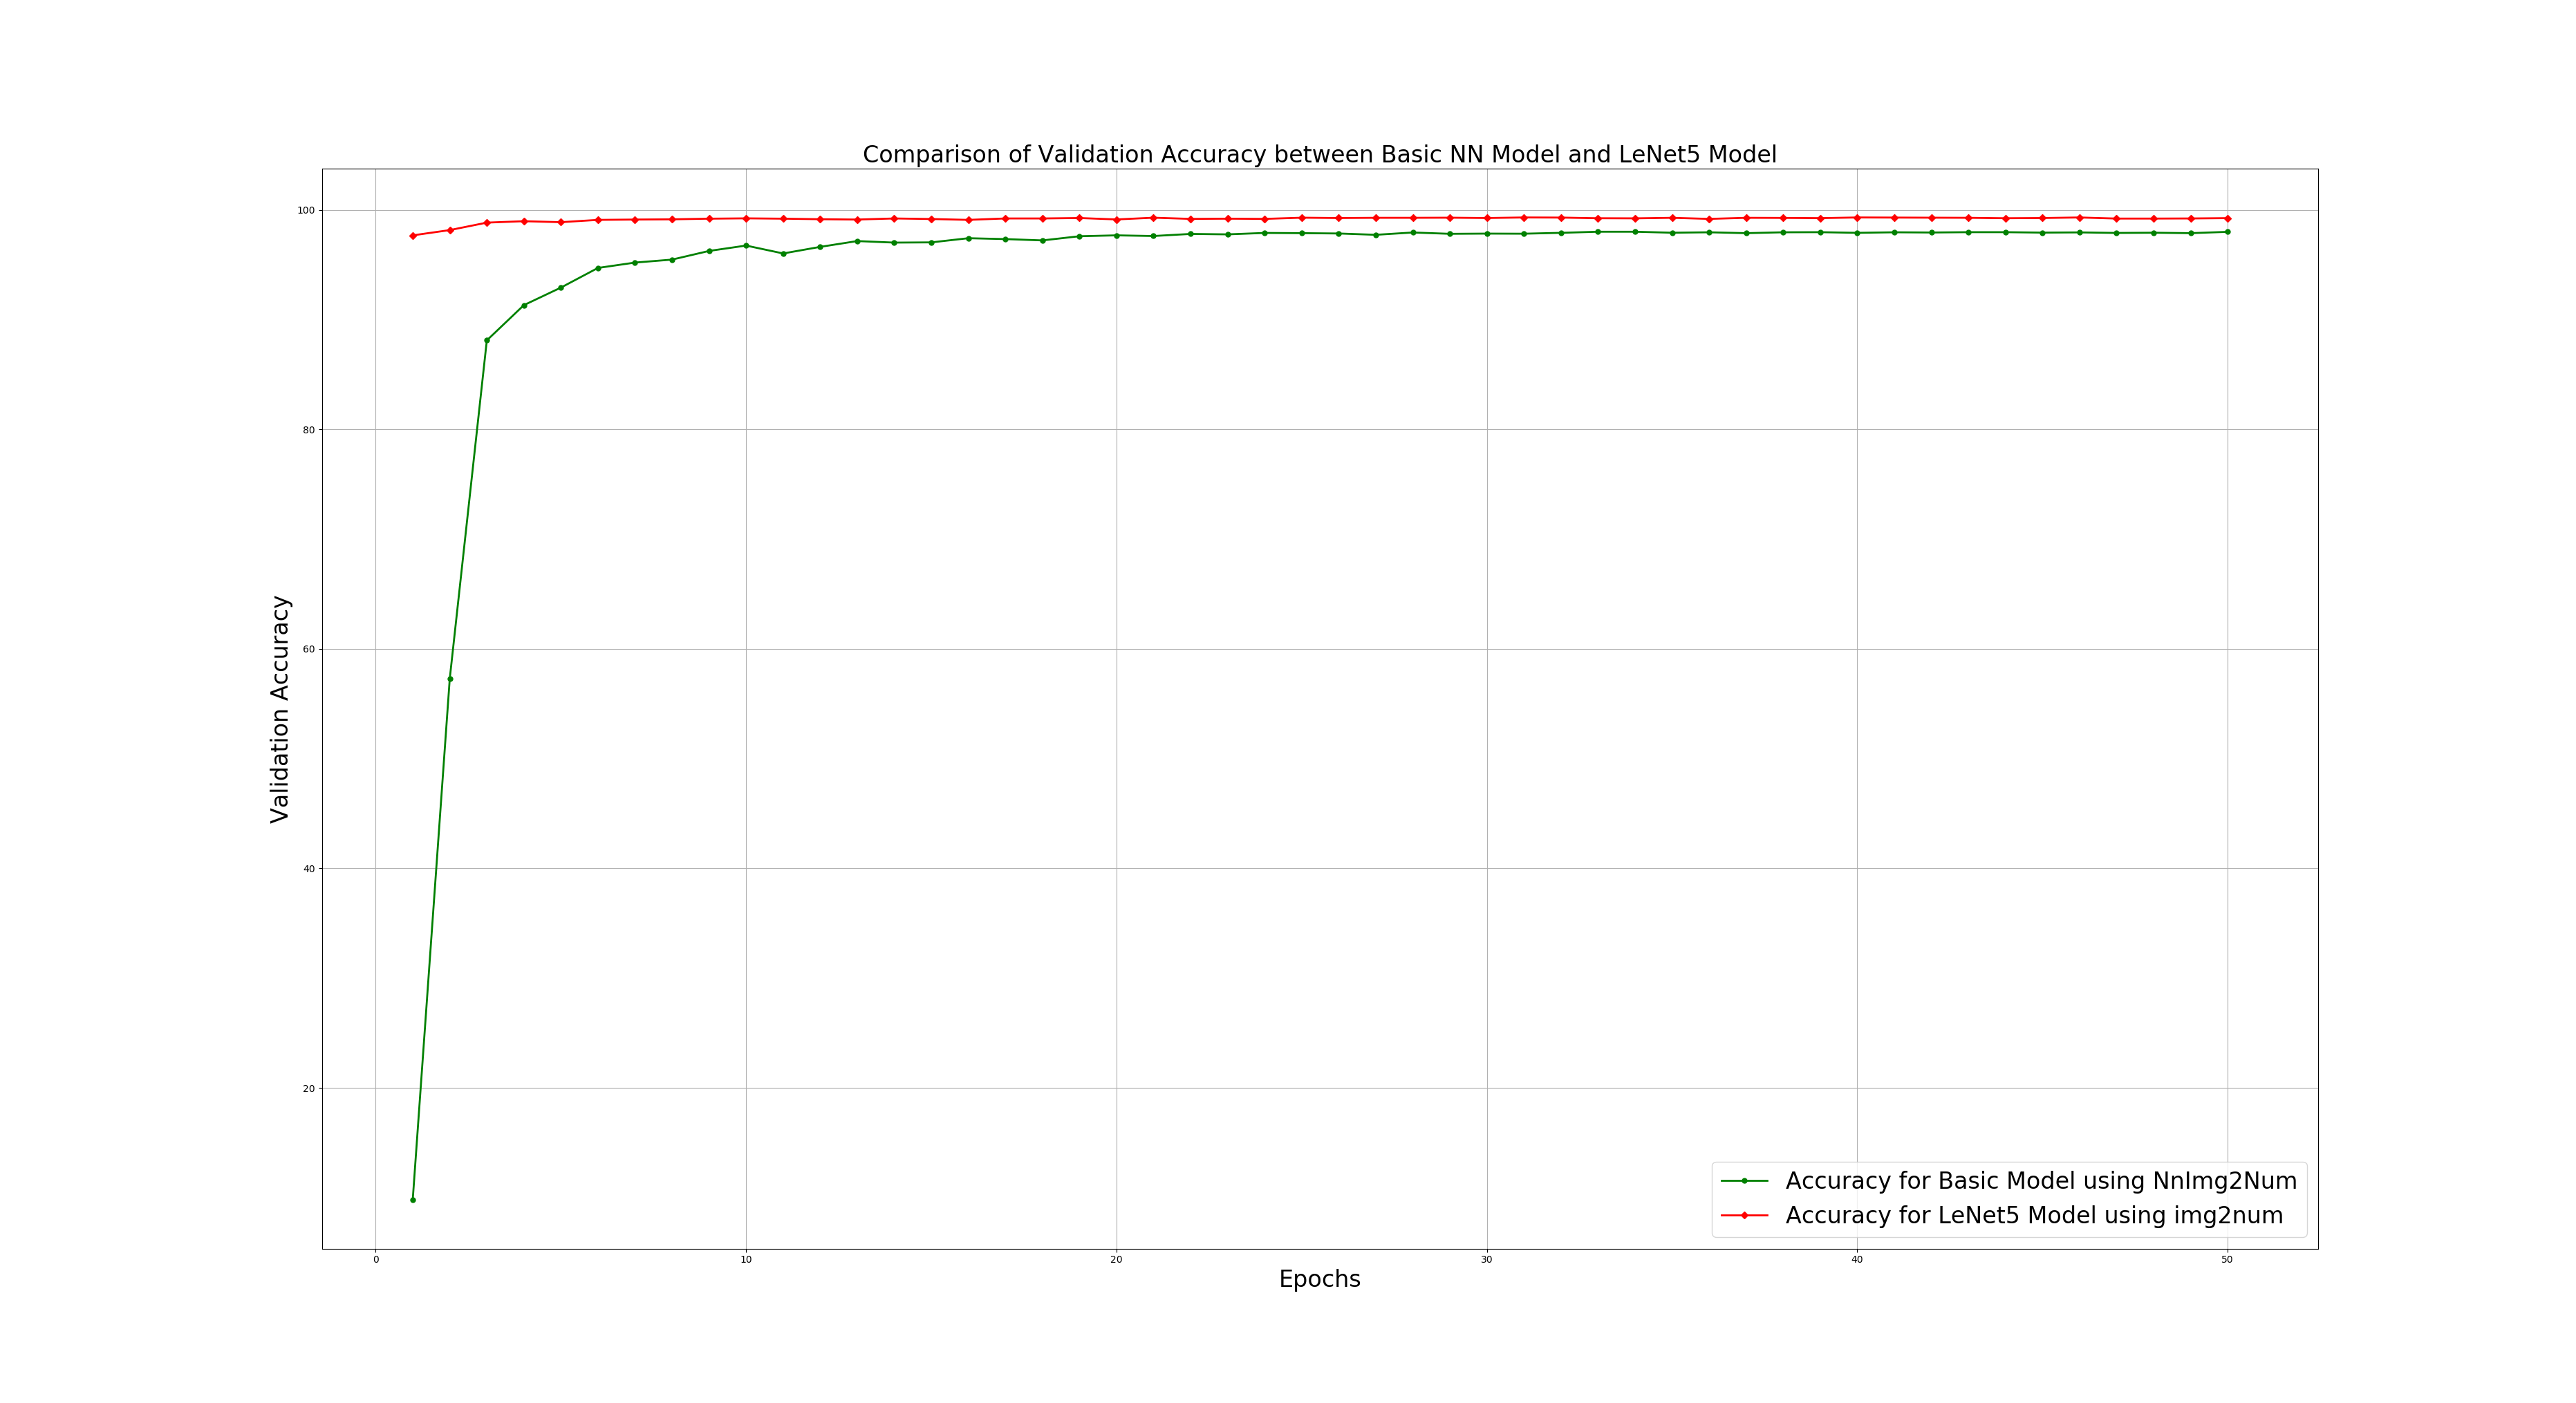 Comparison of Validation Accuracy between Basic NN Model and LeNet5 Model
100
80
60
40
20
Validation Accuracy
0 10 20 30 40 50
Epochs
Accuracy for Basic Model using NnImg2Num
Accuracy for LeNet5 Model using img2num